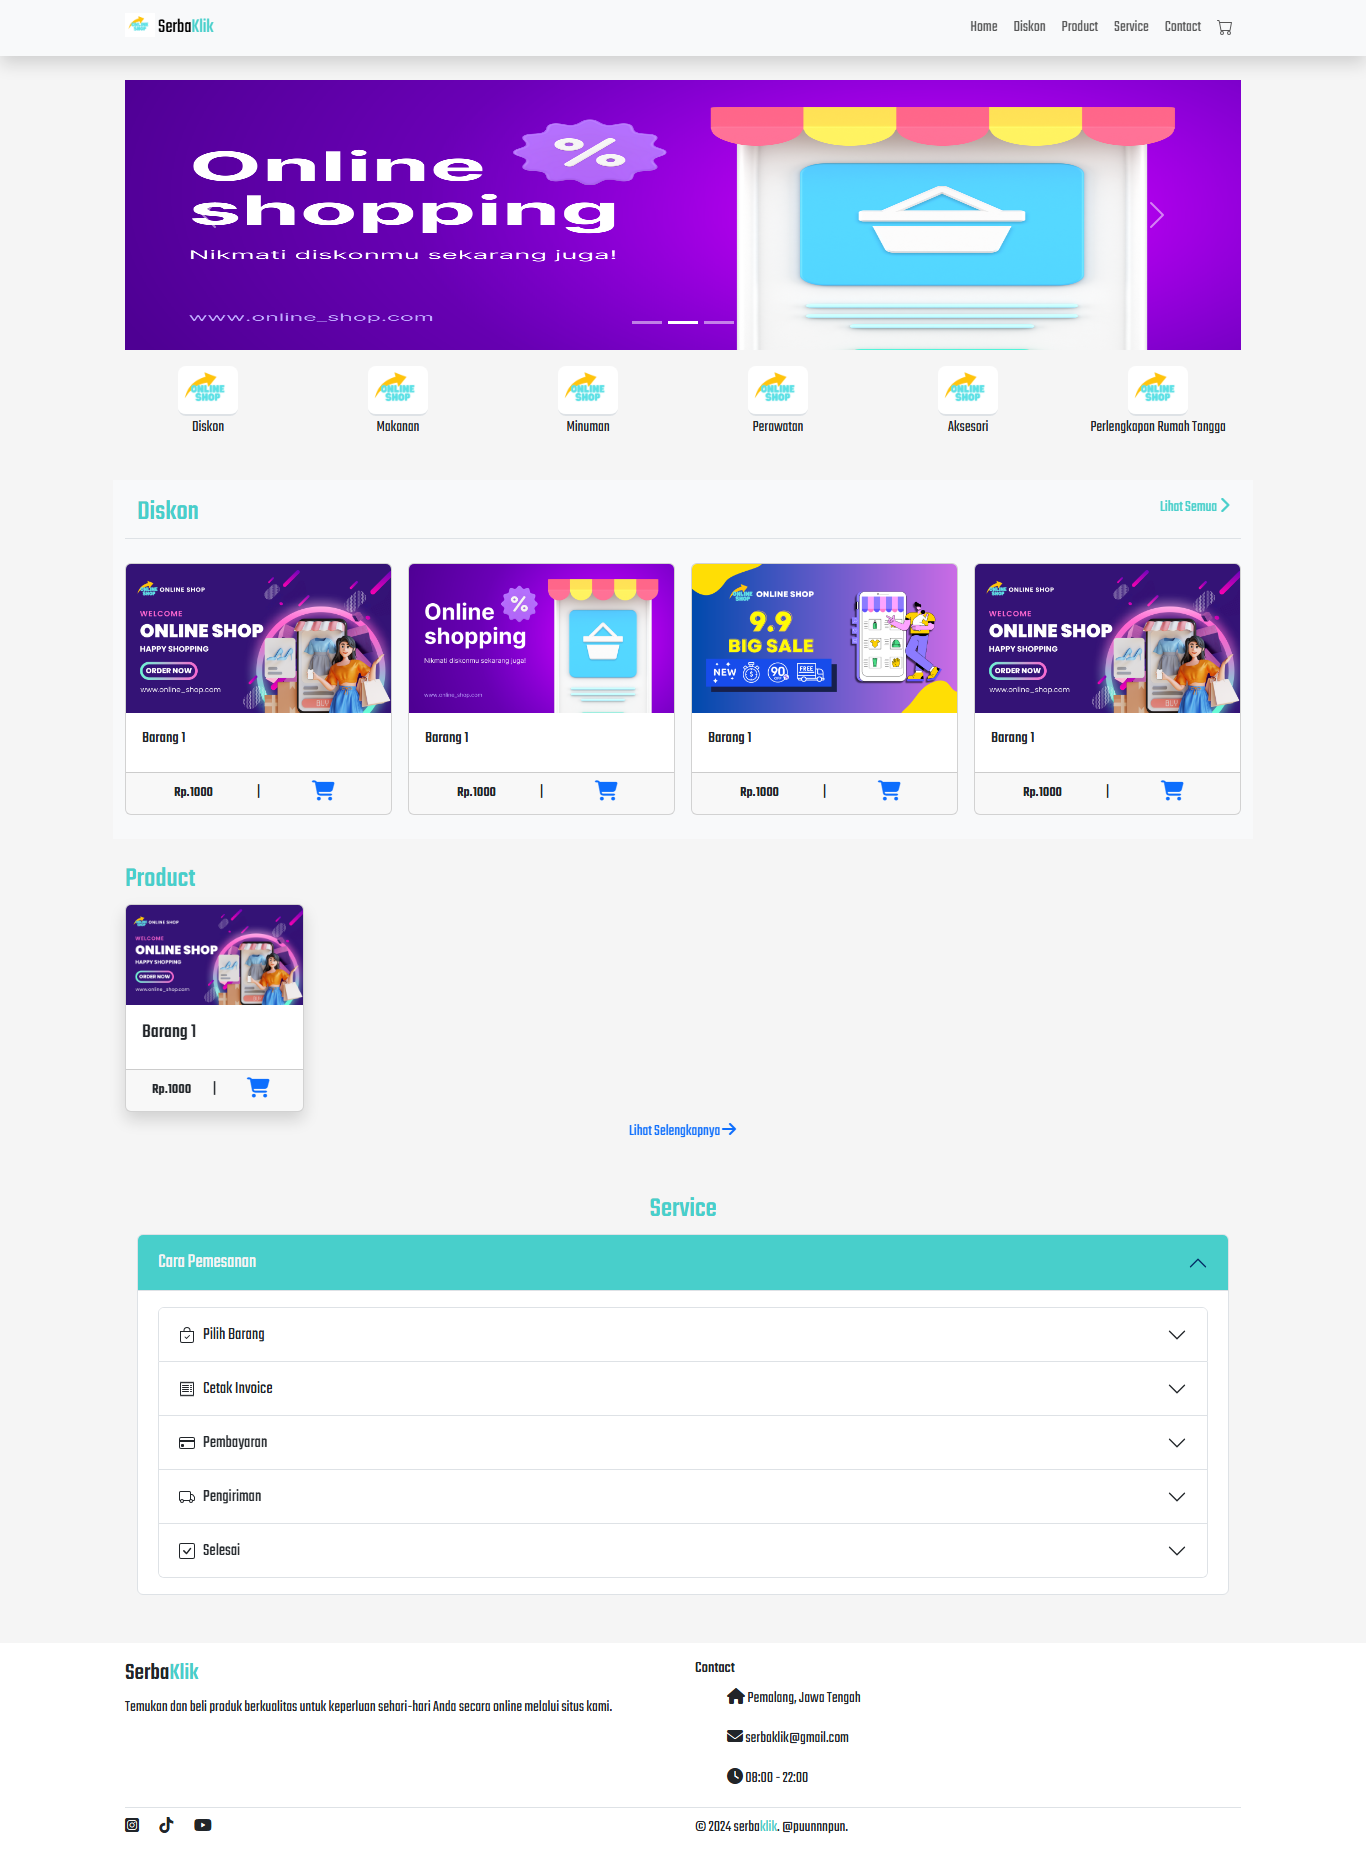 ONLINE SHOP SerbaKlik
Home Diskon Product Service Contact
Online
shopping
%
Nikmati diskonmu sekarang juga!
www.online_shop.com
ONLINE SHOP
Diskon
ONLINE SHOP
Makanan
ONLINE SHOP
Minuman
ONLINE SHOP
Perawatan
ONLINE SHOP
Aksesori
ONLINE SHOP
Perlengkapan Rumah Tangga
Diskon
Lihat Semua
ONLINE SHOP
WELCOME
ONLINE SHOP
HAPPY SHOPPING
ORDER NOW
www.online_shop.com
Barang 1
Rp.1000 |
Online
shopping
%
Nikmati diskonmu sekarang juga!
www.online_shop.com
Barang 1
Rp.1000 |
ONLINE SHOP
9.9
BIG SALE
NEW $ 90 FREE
Barang 1
Rp.1000 |
ONLINE SHOP
WELCOME
ONLINE SHOP
HAPPY SHOPPING
ORDER NOW
www.online_shop.com
Barang 1
Rp.1000 |
Product
ONLINE SHOP
WELCOME
ONLINE SHOP
HAPPY SHOPPING
ORDER NOW
www.online_shop.com
Barang 1
Rp.1000 |
Lihat Selengkapnya
Service
Cara Pemesanan
Pilih Barang
Cetak Invoice
Pembayaran
Pengiriman
Selesai
SerbaKlik
Temukan dan beli produk berkualitas untuk keperluan sehari-hari Anda secara online melalui situs kami.
Contact
Pemalang, Jawa Tengah
serbaklik@gmail.com
08:00 - 22:00
© 2024 serbaklik. @puunnnpun.